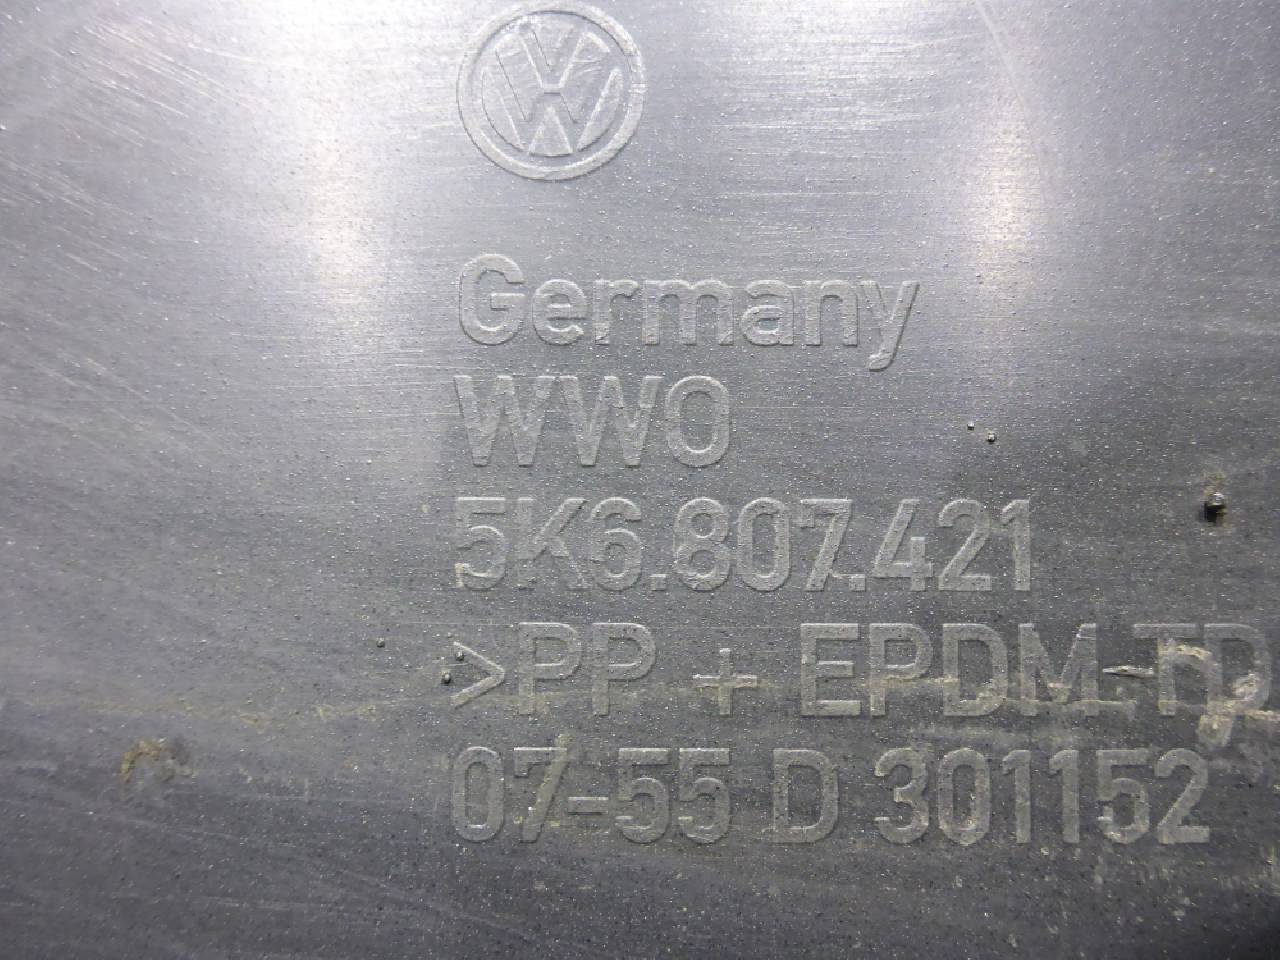 Germany
WWO
5K6.807.421
>PP + EPDM-TD
07-55 D 301152